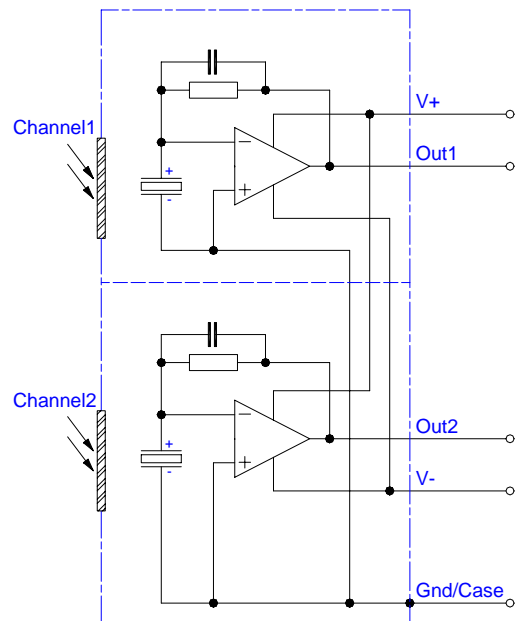 V+
Channel1
Out1
+
−
+
-
Channel2
Out2
+
−
+
-
V-
Gnd/Case